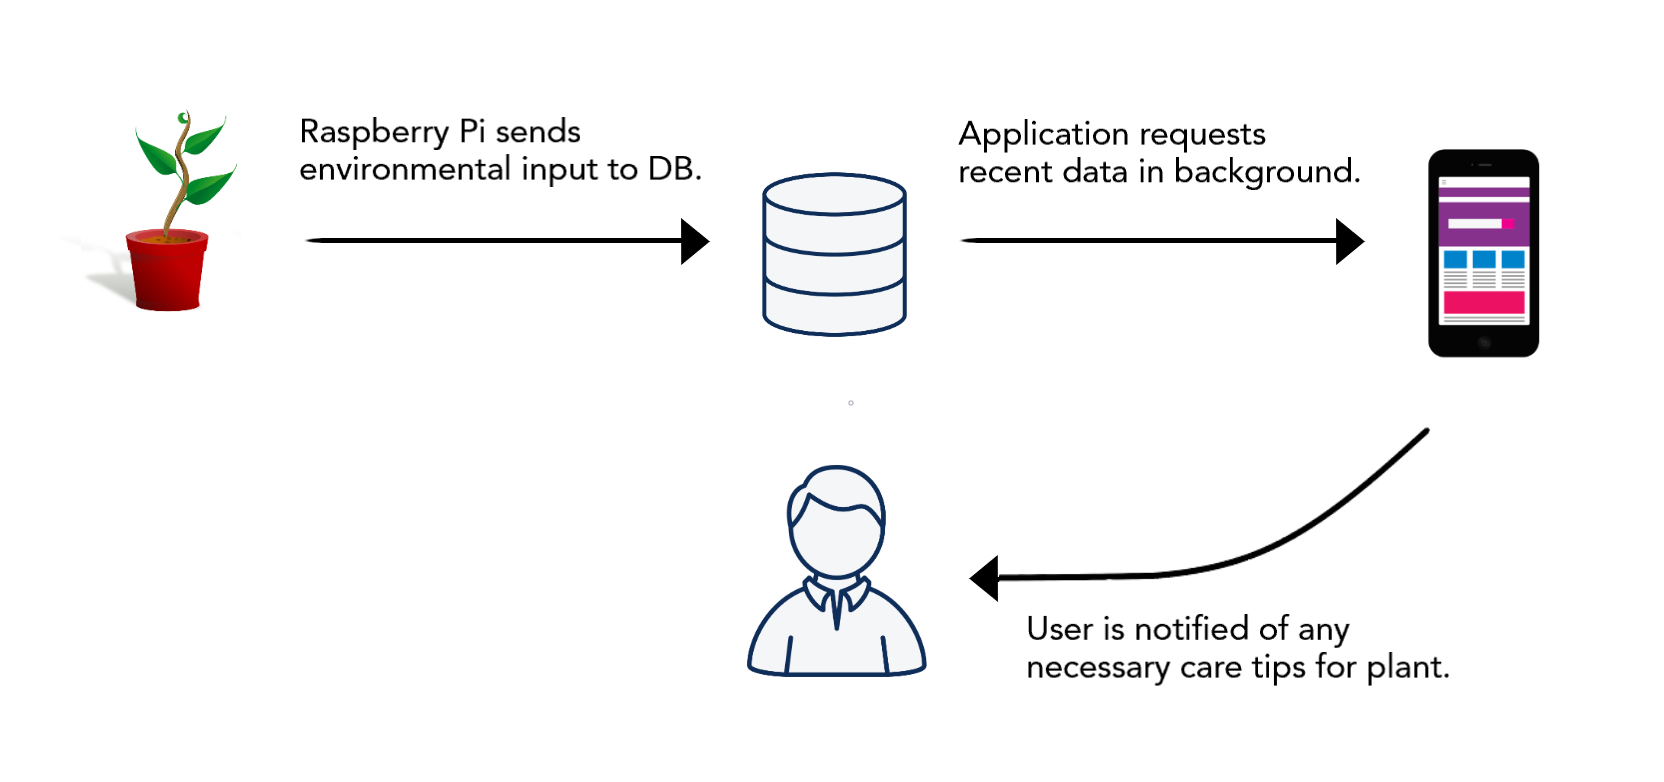 Raspberry Pi sends
environmental input to DB.
Application requests
recent data in background.
User is notified of any
necessary care tips for plant.